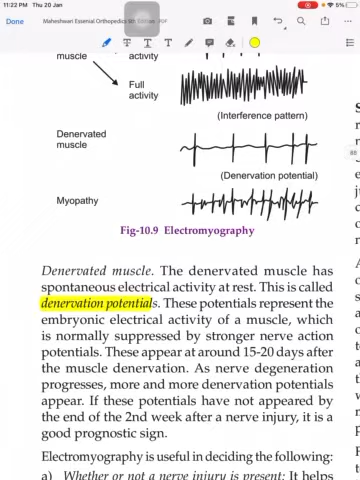 11:22 PM Thu 20 Jan
5%
Done
Maheshwari Essential Orthopedics 5th Edition PDF
muscle activity
Full
activity
(Interference pattern)
Denervated
muscle
(Denervation potential)
Myopathy
Fig-10.9 Electromyography
Denervated muscle. The denervated muscle has
spontaneous electrical activity at rest. This is called
denervation potentials. These potentials represent the
embryonic electrical activity of a muscle, which
is normally suppressed by stronger nerve action
potentials. These appear at around 15-20 days after
the muscle denervation. As nerve degeneration
progresses, more and more denervation potentials
appear. If these potentials have not appeared by
the end of the 2nd week after a nerve injury, it is a
good prognostic sign.
Electromyography is useful in deciding the following:
a) Whether or not a nerve injury is present: It helps